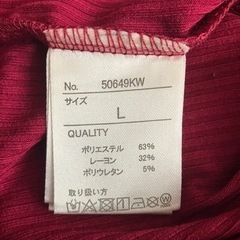 No. 50649KW
サイズ
L
QUALITY
ポリエステル 63%
レーヨン 32%
ポリウレタン 5%
取り扱い方